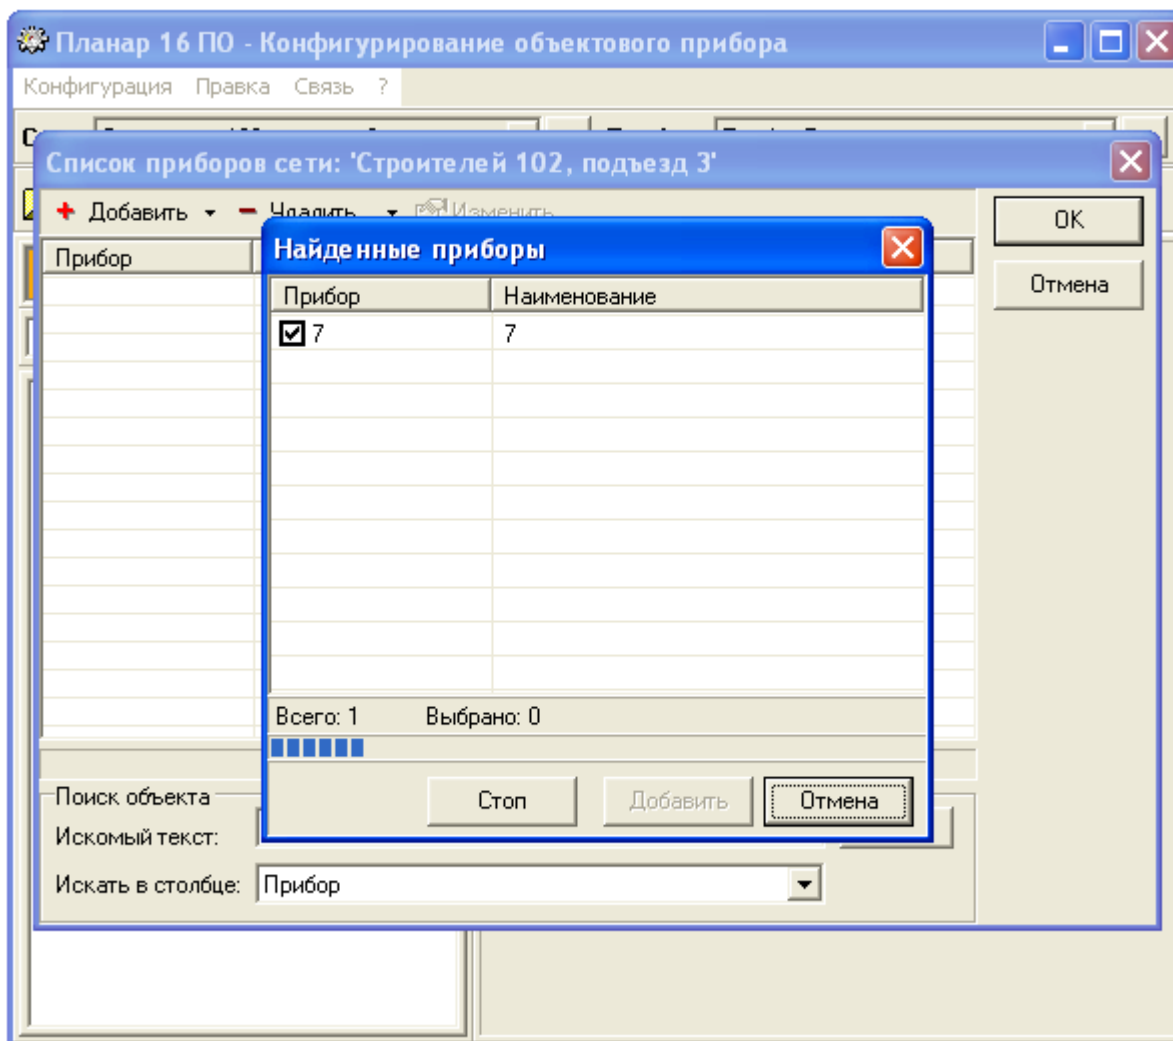 Планар 16 ПО - Конфигурирование объектового прибора
Конфигурация Правка Связь ?
Список приборов сети: 'Строителей 102, подъезд 3'
Добавить Удалить Изменить
OK
Отмена
Прибор
Найденные приборы
Прибор Наименование
7 7
Всего: 1 Выбрано: 0
Стоп Добавить Отмена
Поиск объекта
Искомый текст:
Искать в столбце: Прибор